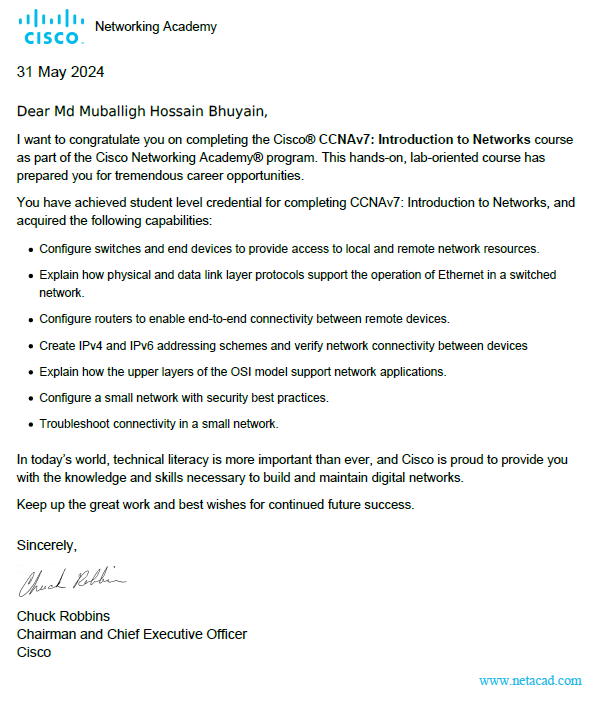 CISCO. Networking Academy
31 May 2024
Dear Md Muballigh Hossain Bhuyain,
I want to congratulate you on completing the Cisco® CCNAv7: Introduction to Networks course
as part of the Cisco Networking Academy® program. This hands-on, lab-oriented course has
prepared you for tremendous career opportunities.
You have achieved student level credential for completing CCNAv7: Introduction to Networks, and
acquired the following capabilities:
• Configure switches and end devices to provide access to local and remote network resources.
• Explain how physical and data link layer protocols support the operation of Ethernet in a switched
network.
• Configure routers to enable end-to-end connectivity between remote devices.
• Create IPv4 and IPv6 addressing schemes and verify network connectivity between devices
• Explain how the upper layers of the OSI model support network applications.
• Configure a small network with security best practices.
• Troubleshoot connectivity in a small network.
In today’s world, technical literacy is more important than ever, and Cisco is proud to provide you
with the knowledge and skills necessary to build and maintain digital networks.
Keep up the great work and best wishes for continued future success.
Sincerely,
Chuck Robbins
Chuck Robbins
Chairman and Chief Executive Officer
Cisco
www.netacad.com